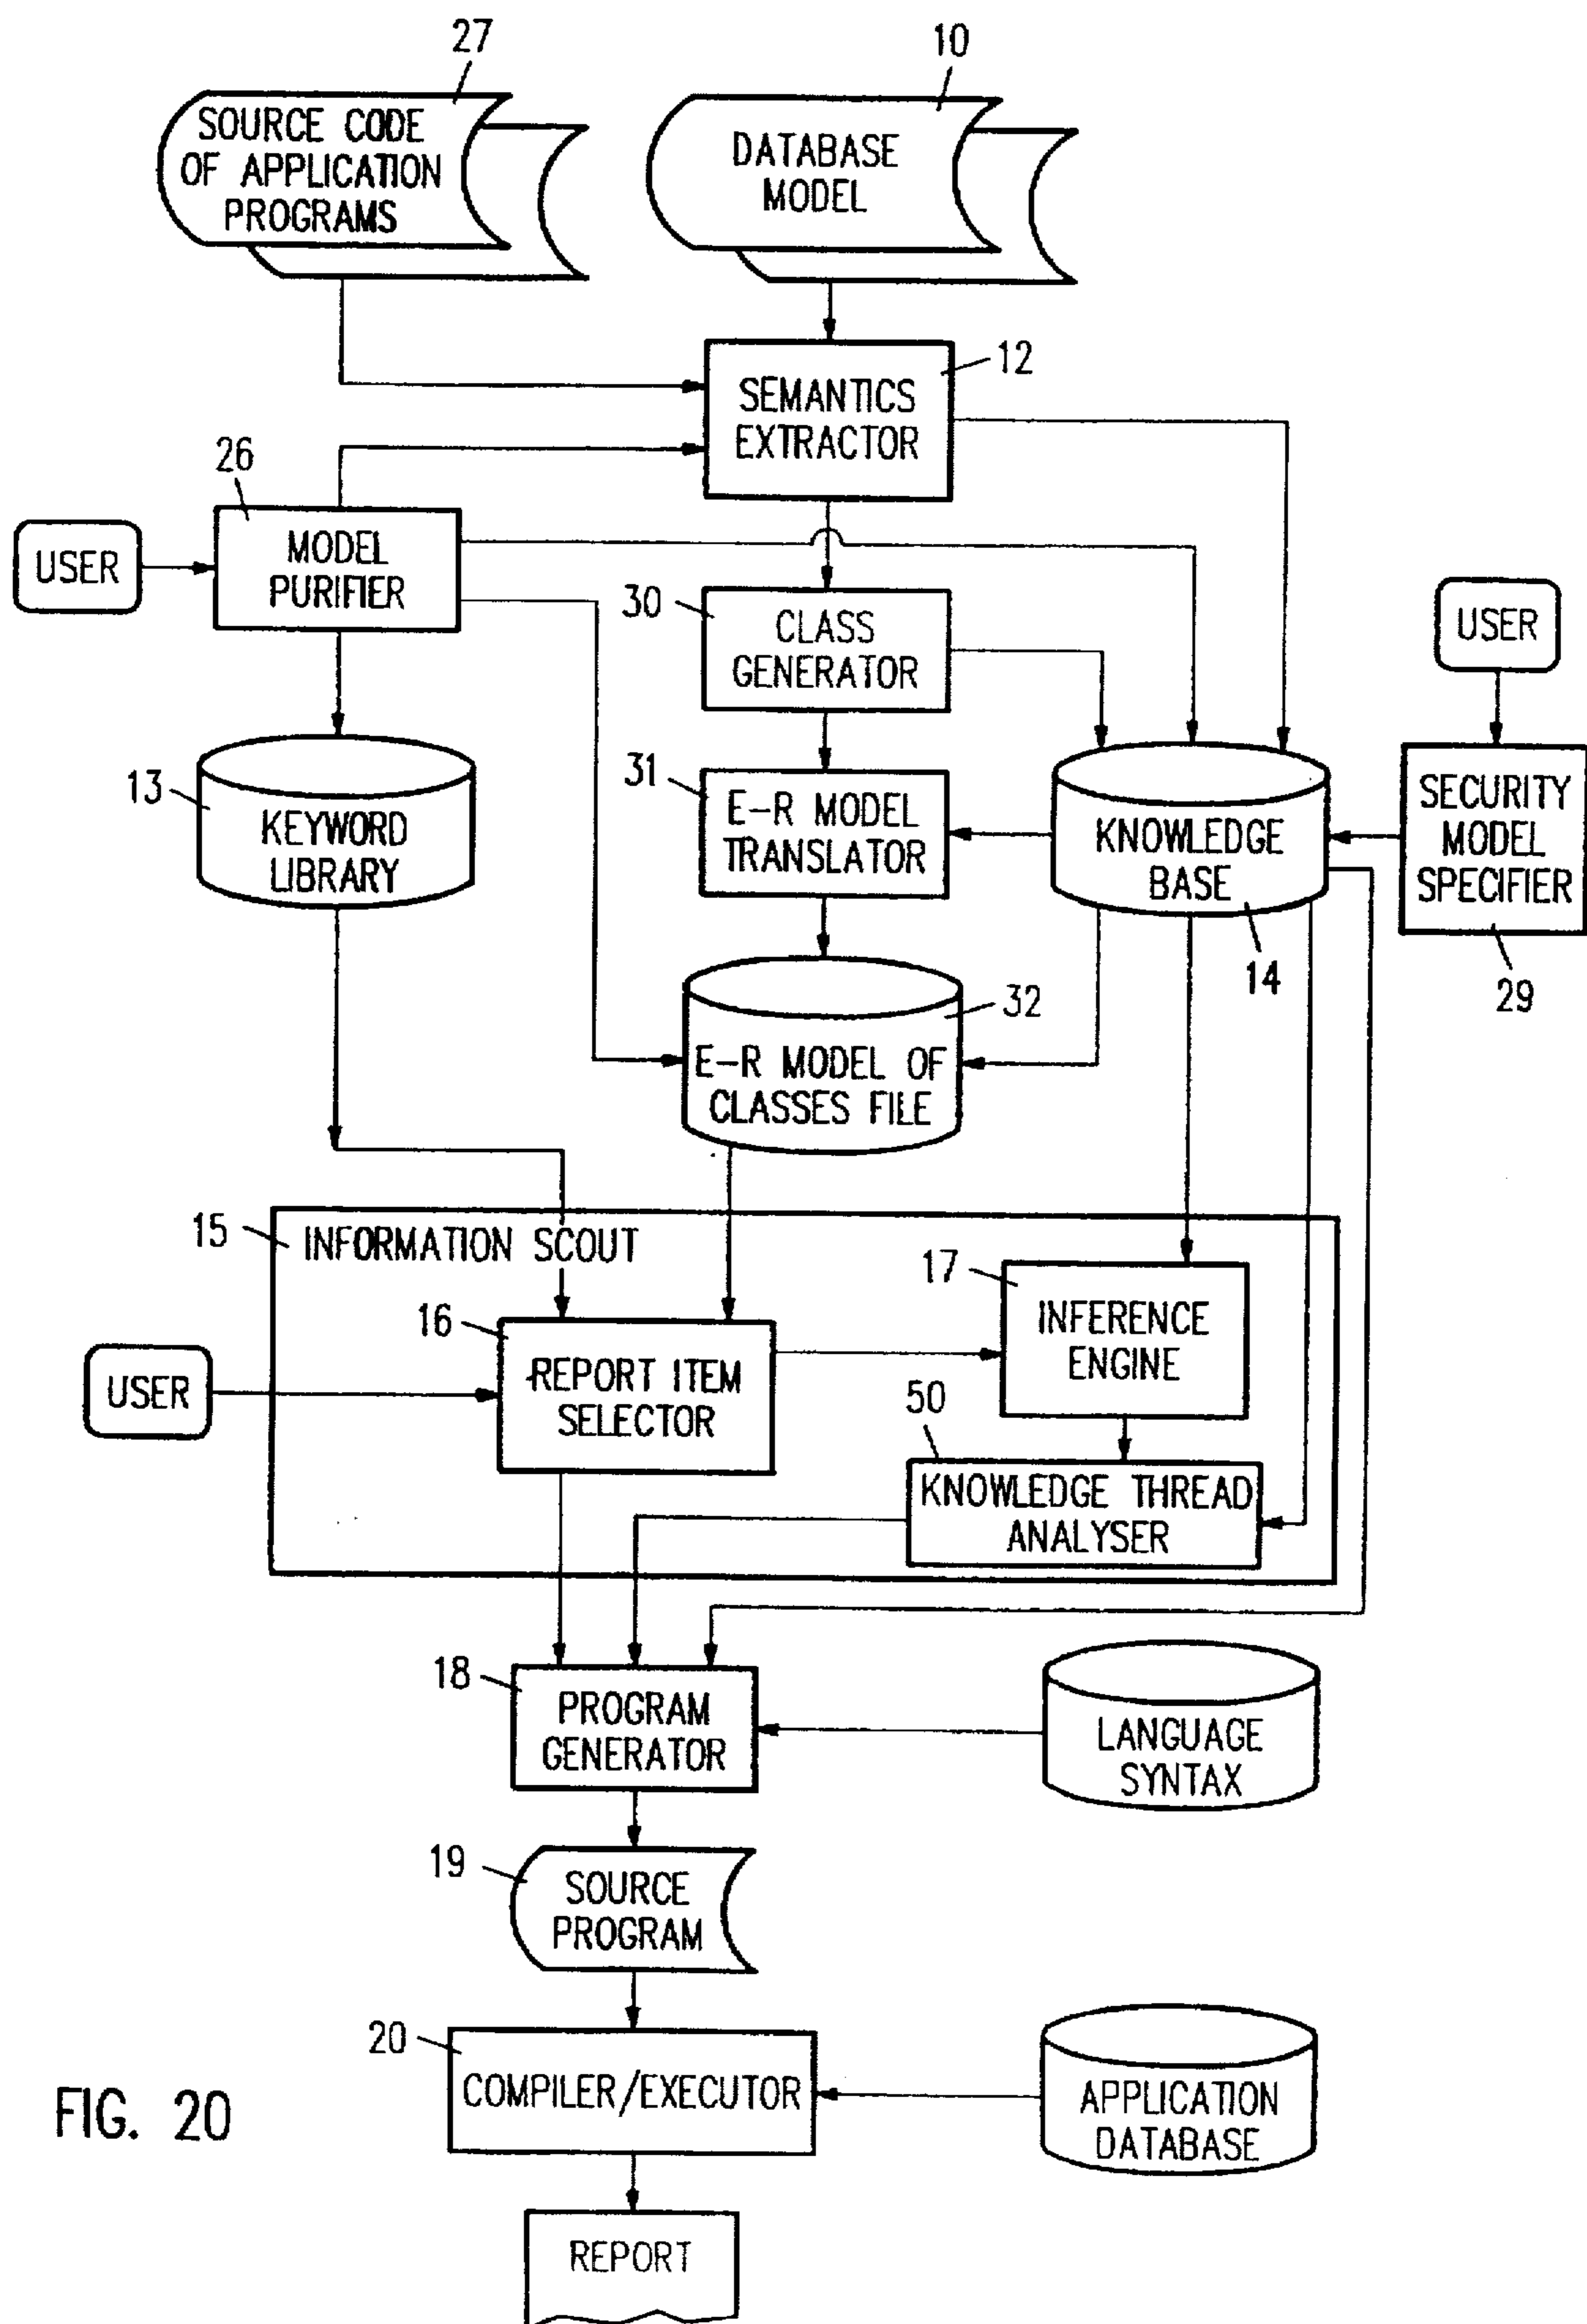 27
10
SOURCE CODE
OF APPLICATION
PROGRAMS
DATABASE
MODEL
12
SEMANTICS
EXTRACTOR
26
USER
MODEL
PURIFIER
30
CLASS
GENERATOR
USER
13
KEYWORD
LIBRARY
31
E-R MODEL
TRANSLATOR
KNOWLEDGE
BASE
14
SECURITY
MODEL
SPECIFIER
29
32
E-R MODEL OF
CLASSES FILE
15
INFORMATION SCOUT
17
INFERENCE
ENGINE
16
REPORT ITEM
SELECTOR
USER
50
KNOWLEDGE THREAD
ANALYSER
18
PROGRAM
GENERATOR
LANGUAGE
SYNTAX
19
SOURCE
PROGRAM
20
COMPILER/EXECUTOR
APPLICATION
DATABASE
FIG. 20
REPORT